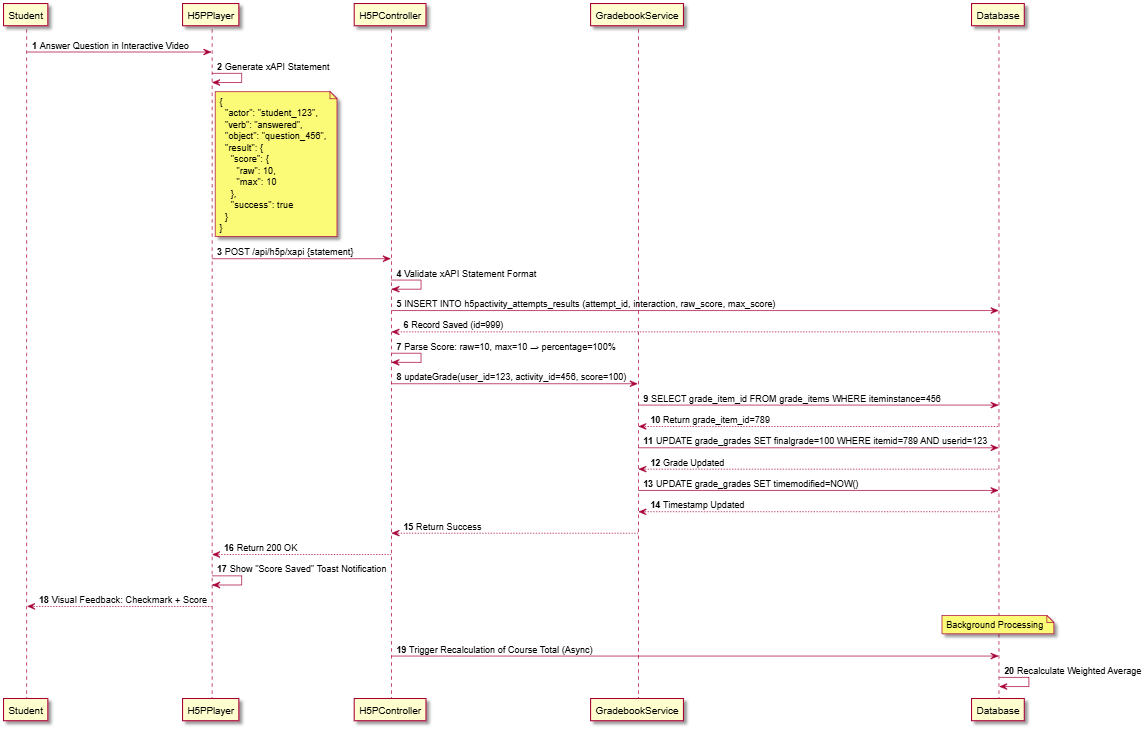 Student H5PPlayer H5PController GradebookService Database
1 Answer Question in Interactive Video
2 Generate xAPI Statement
{
"actor": "student_123",
"verb": "answered",
"object": "question_456",
"result": {
"score": {
"raw": 10,
"max": 10
},
"success": true
}
}
3 POST /api/h5p/xapi {statement}
4 Validate xAPI Statement Format
5 INSERT INTO h5pactivity_attempts_results (attempt_id, interaction, raw_score, max_score)
6 Record Saved (id=999)
7 Parse Score: raw=10, max=10 → percentage=100%
8 updateGrade(user_id=123, activity_id=456, score=100)
9 SELECT grade_item_id FROM grade_items WHERE iteminstance=456
10 Return grade_item_id=789
11 UPDATE grade_grades SET finalgrade=100 WHERE itemid=789 AND userid=123
12 Grade Updated
13 UPDATE grade_grades SET timemodified=NOW()
14 Timestamp Updated
15 Return Success
16 Return 200 OK
17 Show "Score Saved" Toast Notification
18 Visual Feedback: Checkmark + Score
Background Processing
19 Trigger Recalculation of Course Total (Async)
20 Recalculate Weighted Average
Student H5PPlayer H5PController GradebookService Database